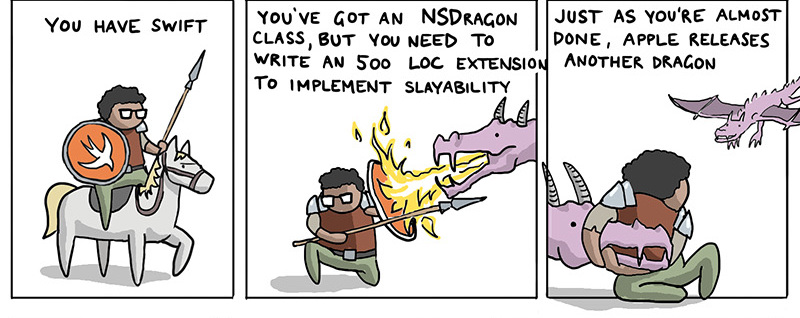 YOU HAVE SWIFT
YOU'VE GOT AN NSDRAGON
CLASS, BUT YOU NEED TO
WRITE AN 500 LOC EXTENSION
TO IMPLEMENT SLAYABILITY
JUST AS YOU'RE ALMOST
DONE, APPLE RELEASES
ANOTHER DRAGON